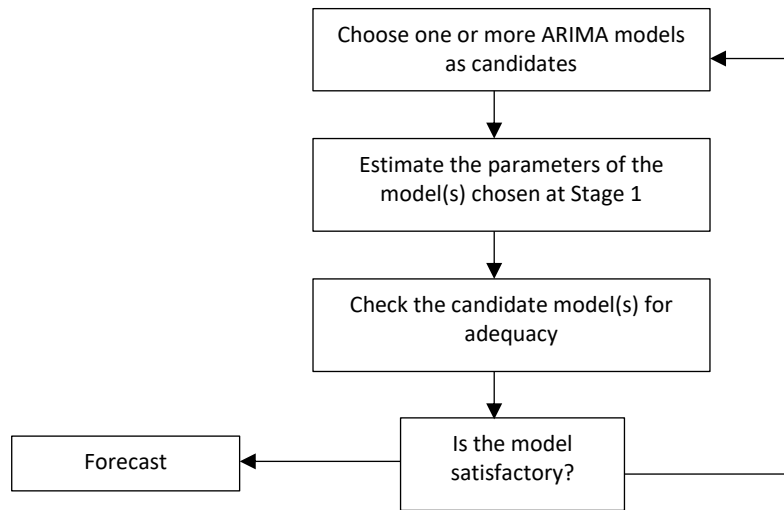 Choose one or more ARIMA models
as candidates
Estimate the parameters of the
model(s) chosen at Stage 1
Check the candidate model(s) for
adequacy
Is the model
satisfactory?
Forecast